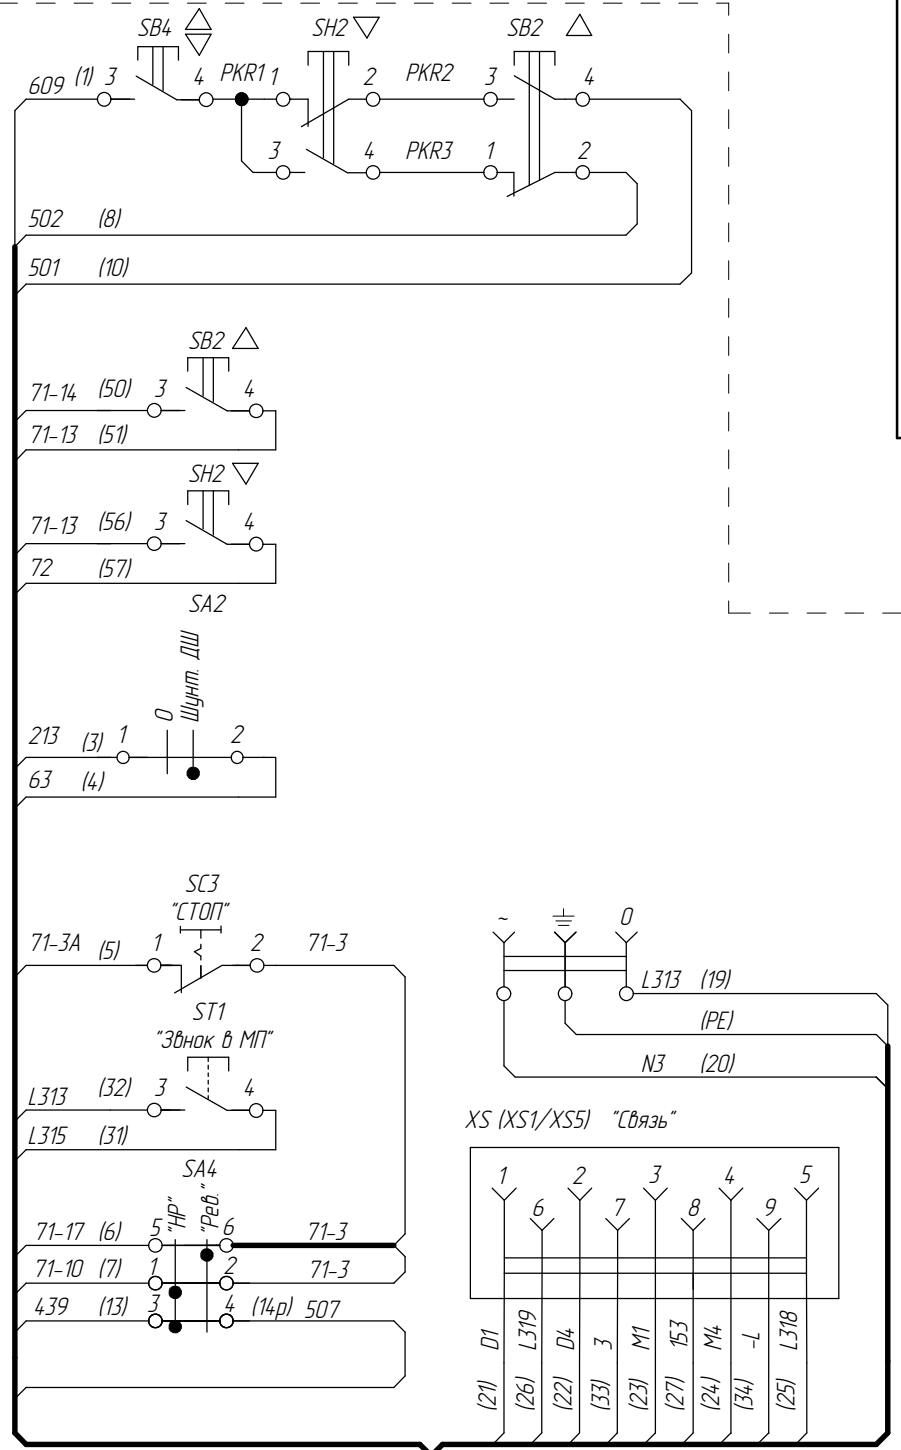 SB4 SH2 SB2
609 (1) 3 4 PKR1 1 2 PKR2 3 4
3 4 PKR3 1 2
502 (8)
501 (10)
SB2
71-14 (50) 3 4
71-13 (51)
SH2
71-13 (56) 3 4
72 (57)
SA2
0 Шунт. ДШ
213 (3) 1 2
63 (4)
SC3
"СТОП"
71-3А (5) 1 2 71-3
ST1
"Звнок в МП"
L313 (32) 3 4
L315 (31)
SA4
"НР" "Рев."
71-17 (6) 5 6 71-3
71-10 (7) 1 2 71-3
439 (13) 3 4 (14р) 507
~ 0
L313 (19)
(PE)
N3 (20)
XS (XS1/XS5) "Связь"
1 2 3 4 5
6 7 8 9
(21) D1
(26) L319
(22) D4
(33) 3
(23) M1
(27) 153
(24) M4
(34) -L
(25) L318